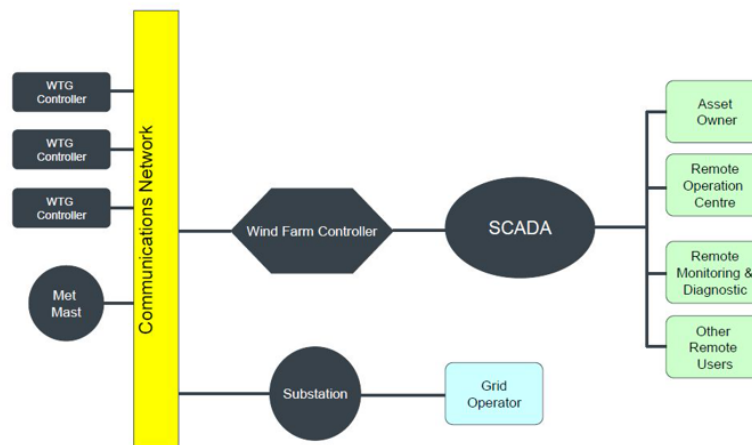 WTG
Controller
WTG
Controller
WTG
Controller
Met
Mast
Communications Network
Wind Farm Controller
SCADA
Substation
Grid
Operator
Asset
Owner
Remote
Operation
Centre
Remote
Monitoring &
Diagnostic
Other
Remote
Users